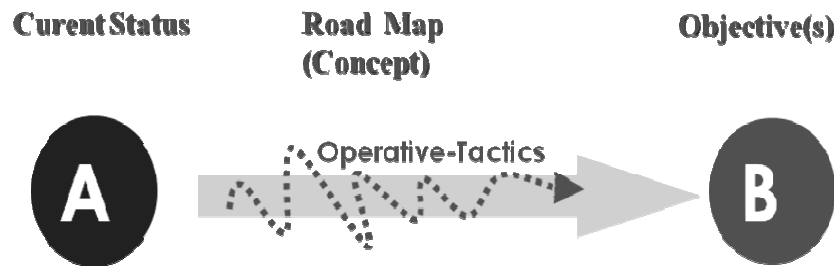 Curent Status
Road Map
(Concept)
Objective(s)
Operative-Tactics
A
B